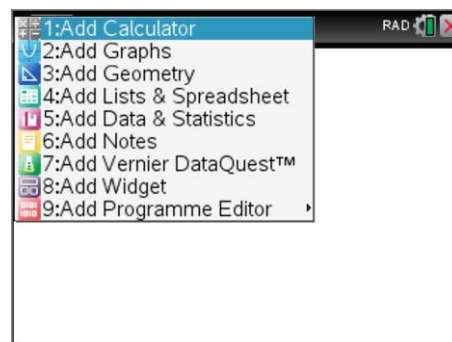 1:Add Calculator RAD
2:Add Graphs
3:Add Geometry
4:Add Lists & Spreadsheet
5:Add Data & Statistics
6:Add Notes
7:Add Vernier DataQuest™
8:Add Widget
9:Add Programme Editor